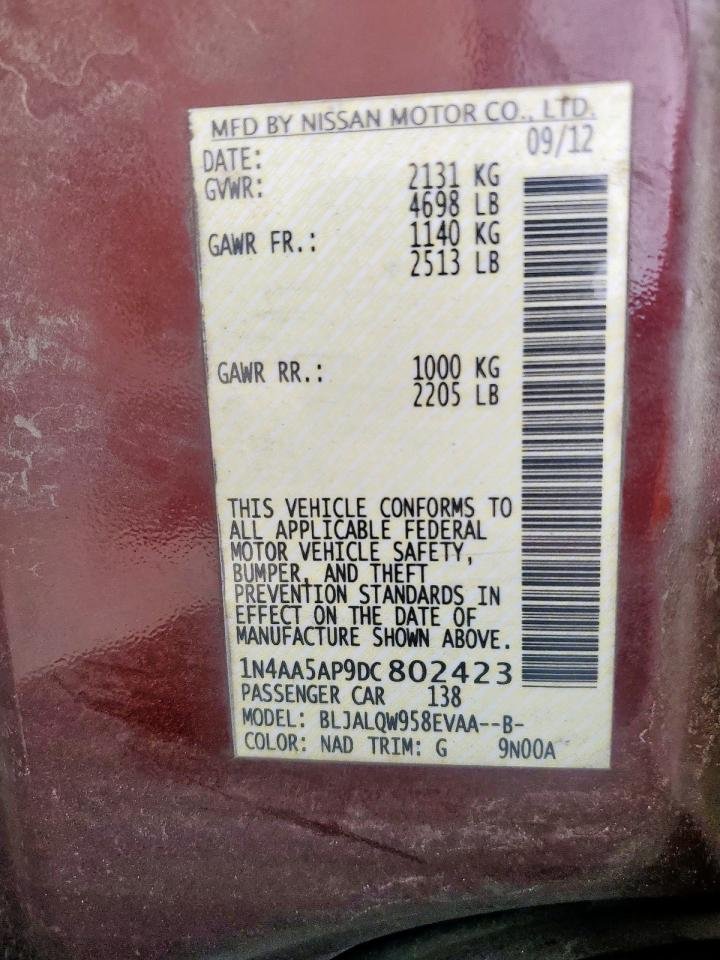 MFD BY NISSAN MOTOR CO., LTD.
DATE: 09/12
GVWR: 2131 KG
4698 LB
GAWR FR.: 1140 KG
2513 LB
GAWR RR.: 1000 KG
2205 LB
THIS VEHICLE CONFORMS TO
ALL APPLICABLE FEDERAL
MOTOR VEHICLE SAFETY,
BUMPER, AND THEFT
PREVENTION STANDARDS IN
EFFECT ON THE DATE OF
MANUFACTURE SHOWN ABOVE.
1N4AA5AP9DC802423
PASSENGER CAR 138
MODEL: BLJALQW958EVAA--B-
COLOR: NAD TRIM: G 9N00A